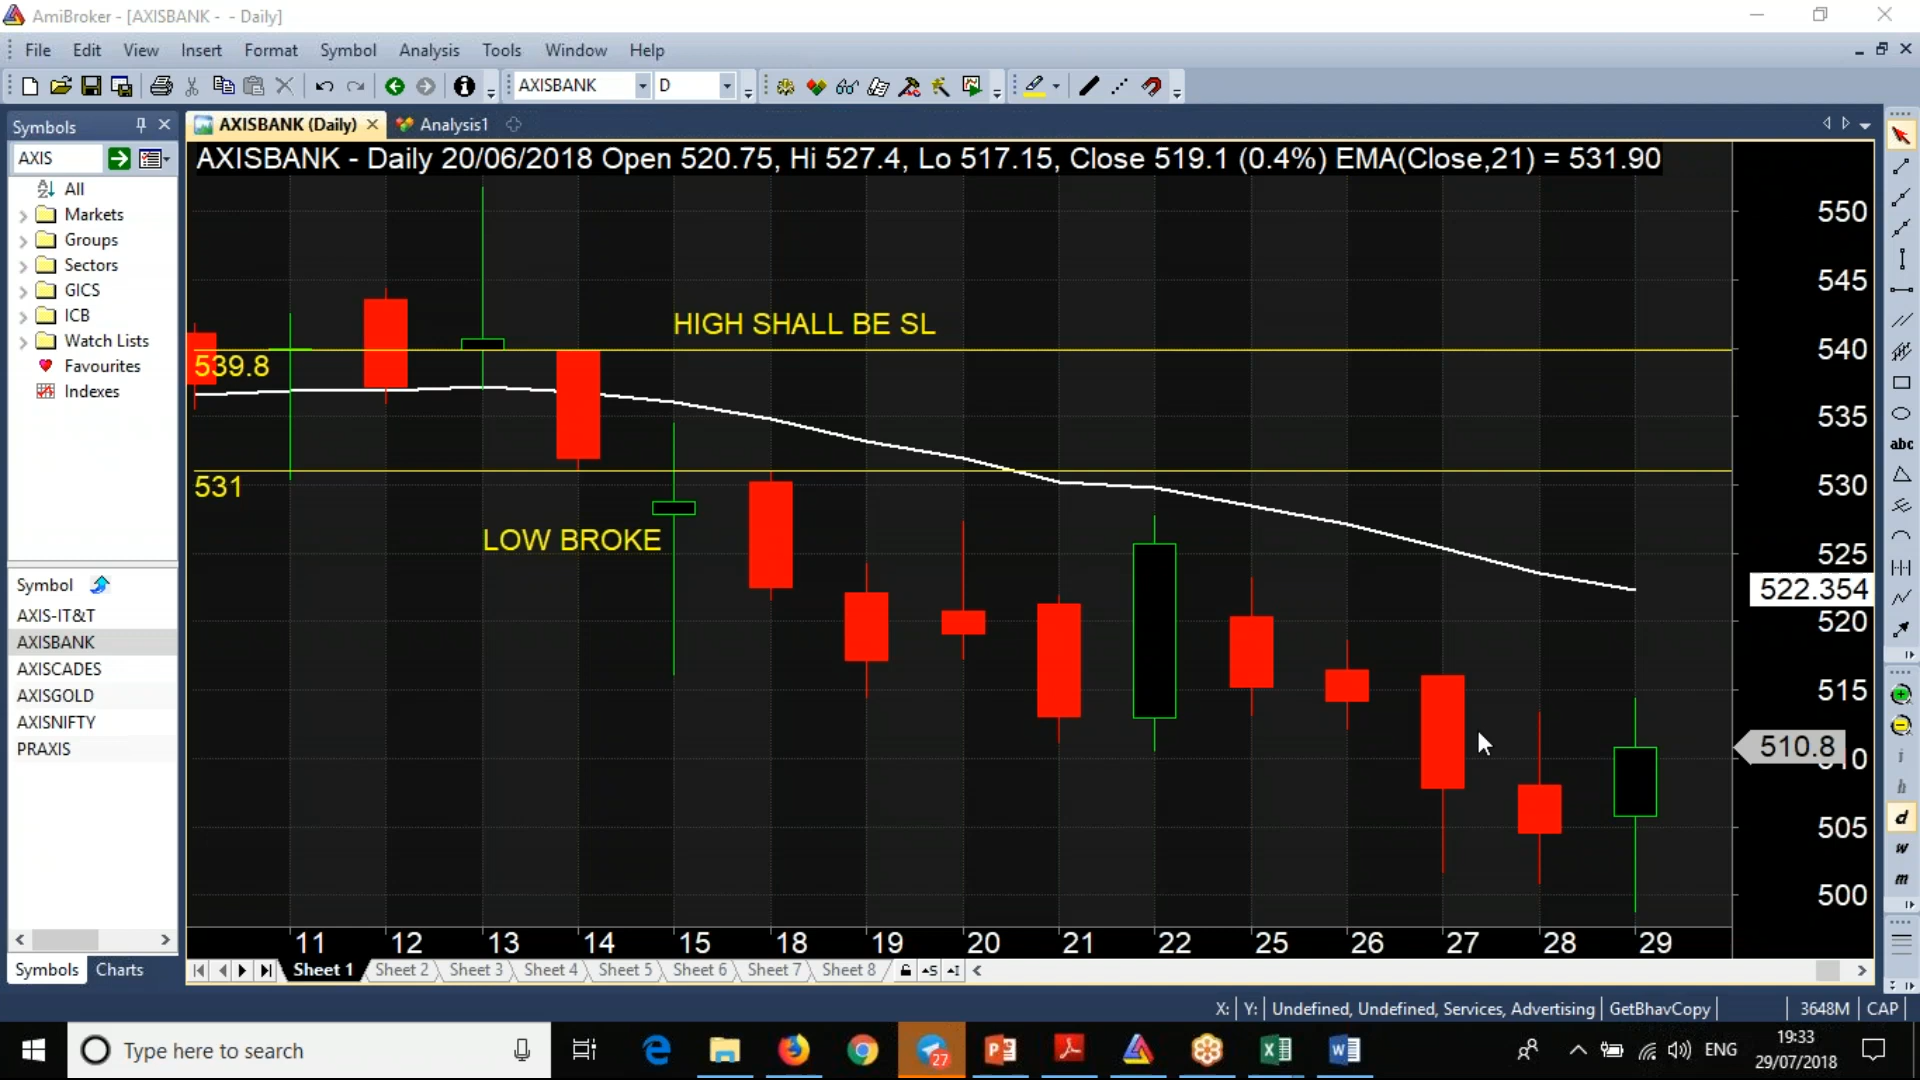 AmiBroker - [AXISBANK - - Daily]
File Edit View Insert Format Symbol Analysis Tools Window Help
AXISBANK D
Symbols
AXISBANK (Daily) Analysis1
AXIS
All
Markets
Groups
Sectors
GICS
ICB
Watch Lists
Favourites
Indexes
Symbol
AXIS-IT&T
AXISBANK
AXISCADES
AXISGOLD
AXISNIFTY
PRAXIS
Symbols Charts
AXISBANK - Daily 20/06/2018 Open 520.75, Hi 527.4, Lo 517.15, Close 519.1 (0.4%) EMA(Close,21) = 531.90
HIGH SHALL BE SL
539.8
531
LOW BROKE
550
545
540
535
530
525
522.354
520
515
510.8
510
505
500
11 12 13 14 15 18 19 20 21 22 25 26 27 28 29
Sheet 1 Sheet 2 Sheet 3 Sheet 4 Sheet 5 Sheet 6 Sheet 7 Sheet 8
abc
i
h
d
w
m
X: Y: Undefined, Undefined, Services, Advertising GetBhavCopy 3648M CAP
Type here to search
27
ENG
19:33
29/07/2018